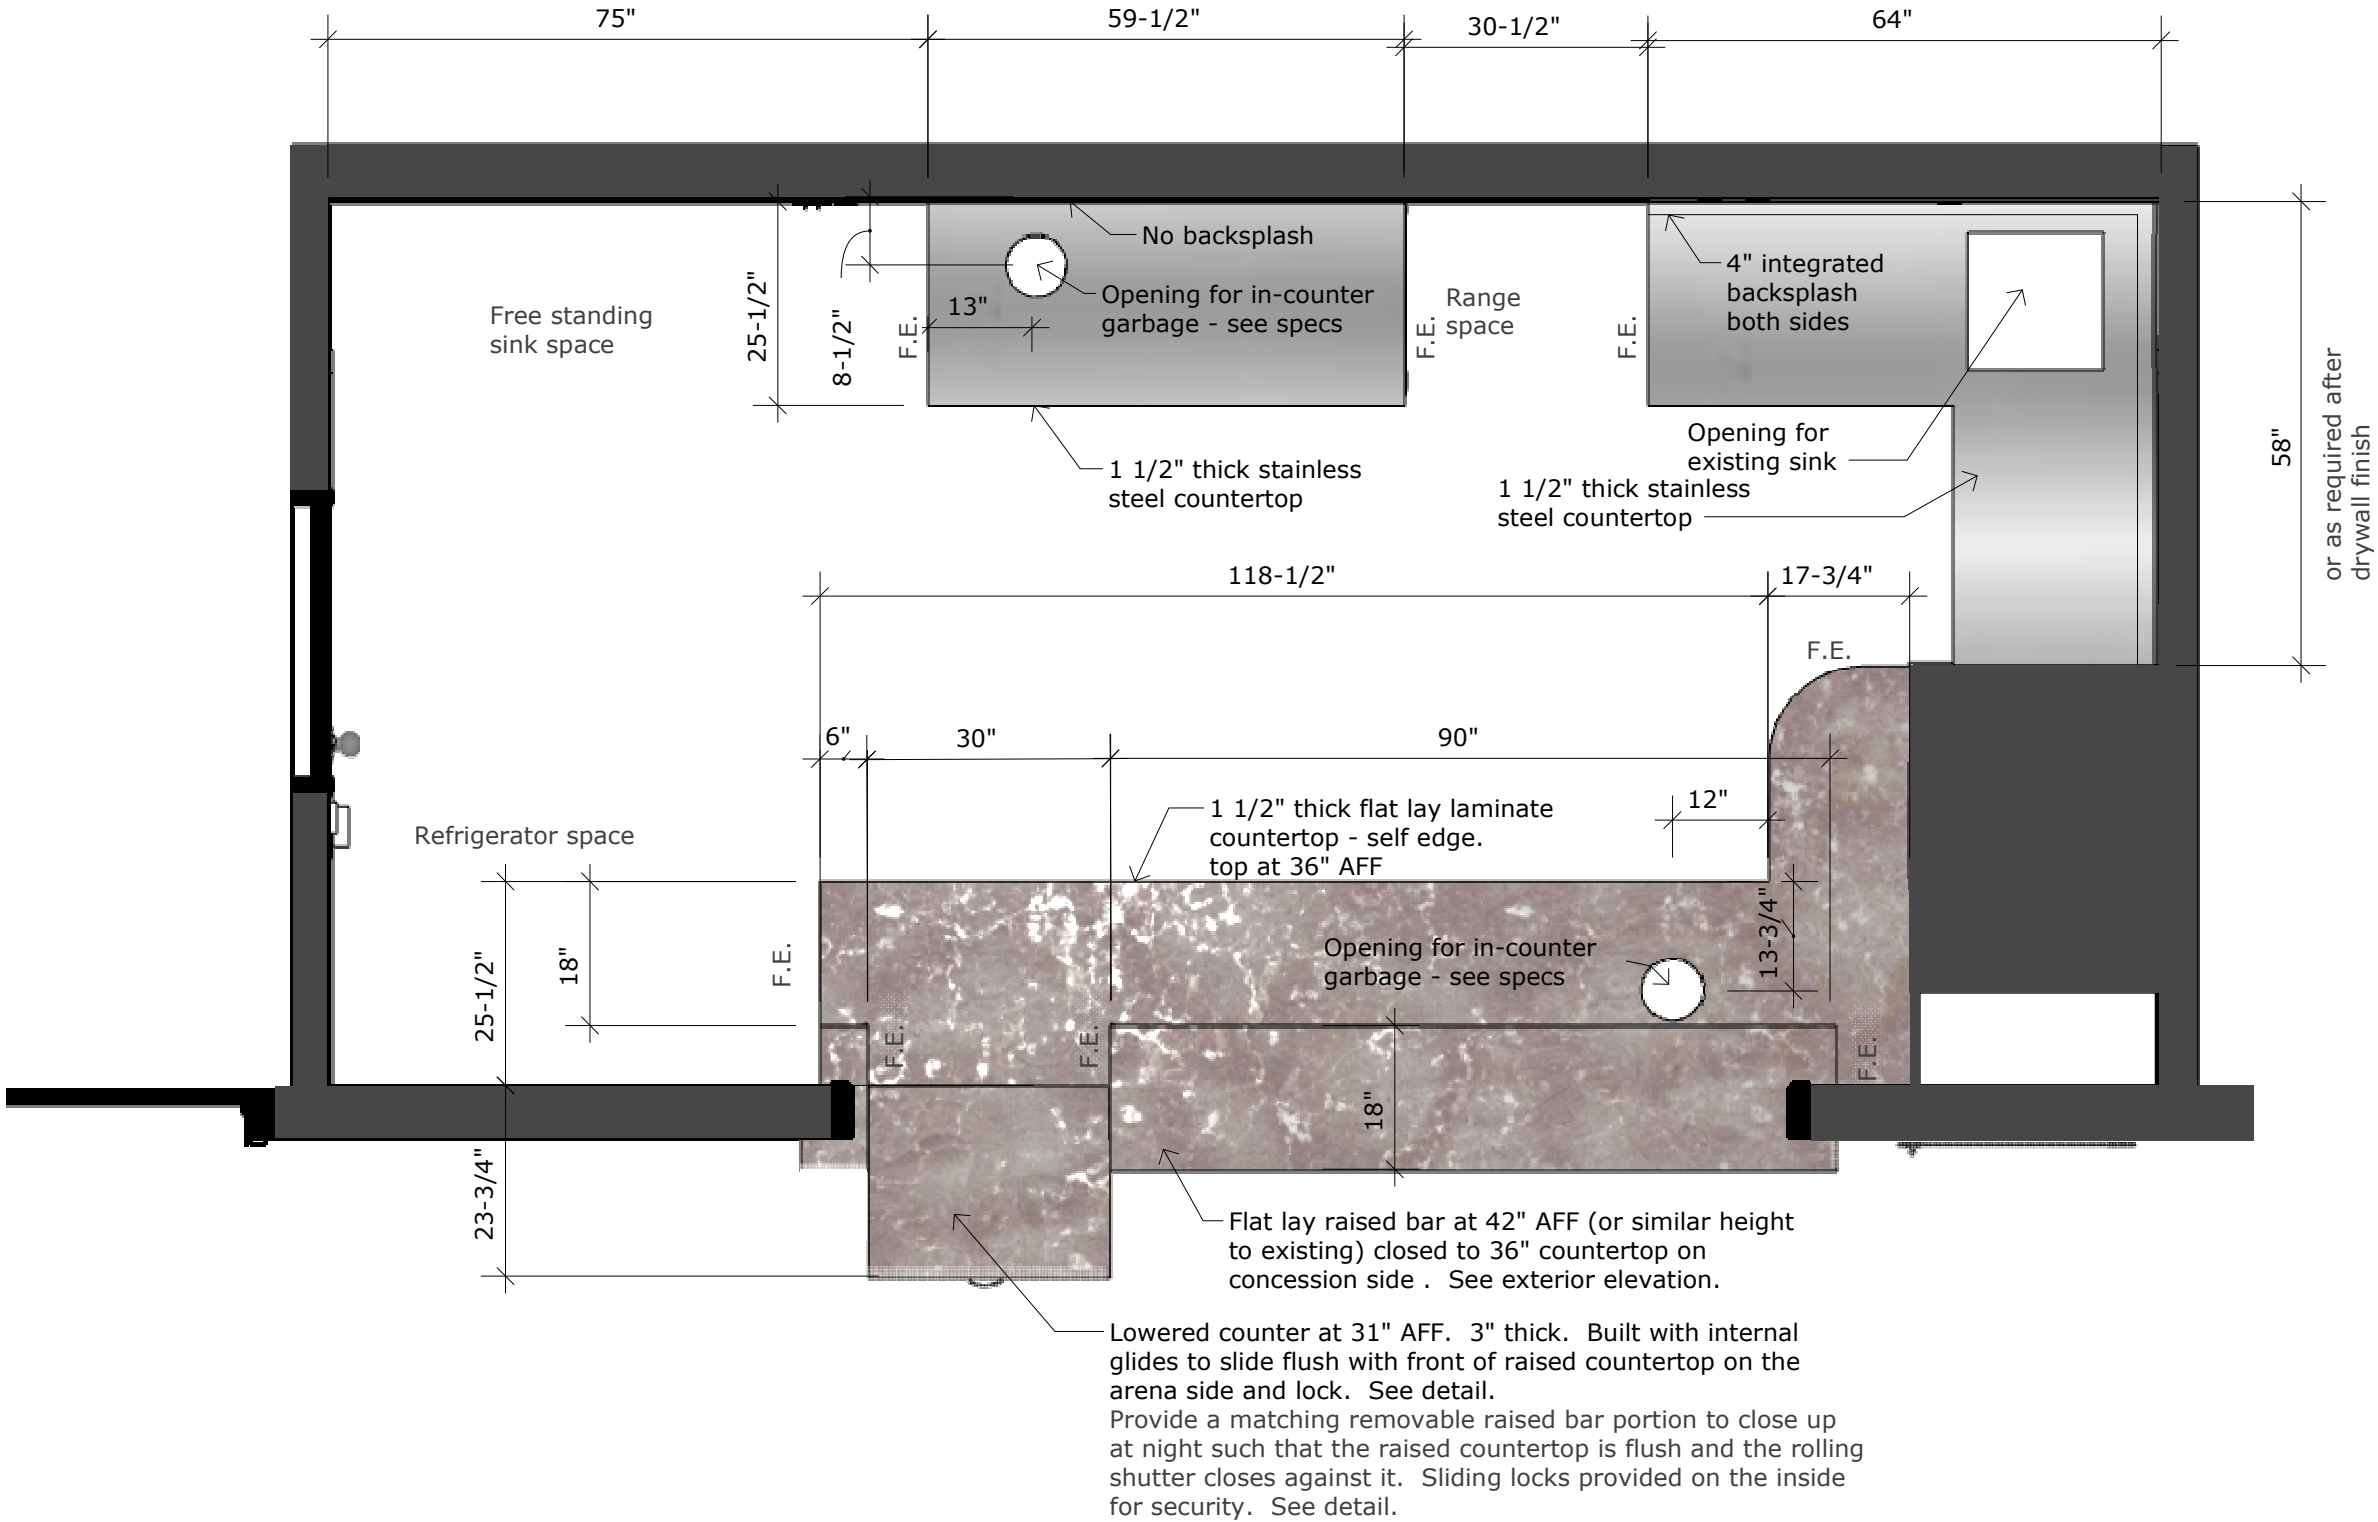 75"
59-1/2"
30-1/2"
64"
No backsplash
Opening for in-counter
garbage - see specs
13"
25-1/2"
8-1/2"
F.E.
Free standing
sink space
F.E.
Range
space
F.E.
4" integrated
backsplash
both sides
Opening for
existing sink
1 1/2" thick stainless
steel countertop
1 1/2" thick stainless
steel countertop
58"
or as required after
drywall finish
118-1/2"
17-3/4"
F.E.
6"
30"
90"
12"
1 1/2" thick flat lay laminate
countertop - self edge.
top at 36" AFF
Refrigerator space
25-1/2"
18"
F.E.
Opening for in-counter
garbage - see specs
13-3/4"
F.E.
F.E.
F.E.
18"
23-3/4"
Flat lay raised bar at 42" AFF (or similar height
to existing) closed to 36" countertop on
concession side .  See exterior elevation.
Lowered counter at 31" AFF.  3" thick.  Built with internal
glides to slide flush with front of raised countertop on the
arena side and lock.  See detail.
Provide a matching removable raised bar portion to close up
at night such that the raised countertop is flush and the rolling
shutter closes against it.  Sliding locks provided on the inside
for security.  See detail.